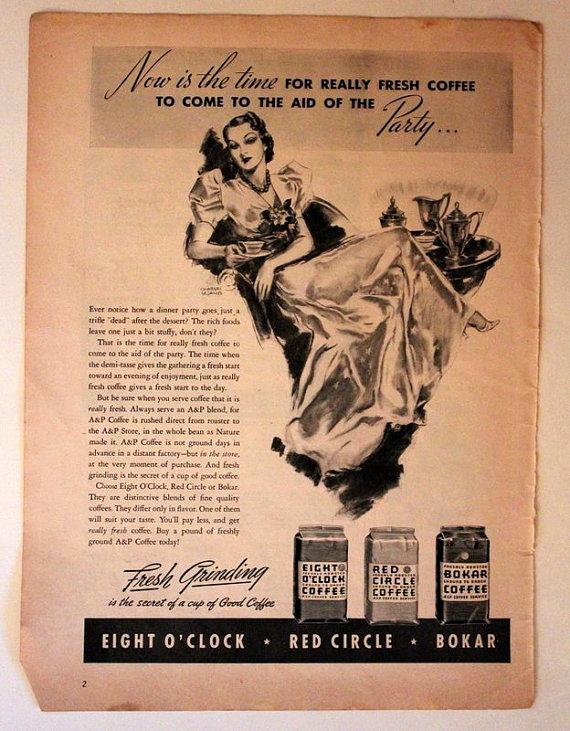 Now is the time FOR REALLY FRESH COFFEE
TO COME TO THE AID OF THE Party...
Ever notice how a dinner party goes just a
trifle "dead" after the dessert? The rich foods
leave one just a bit stuffy, don't they?
That is the time for really fresh coffee to
come to the aid of the party. The time when
the demi-tasse gives the gathering a fresh start
toward an evening of enjoyment, just as really
fresh coffee gives a fresh start to the day.
But be sure when you serve coffee that it is
really fresh. Always serve an A&P blend, for
A&P Coffee is rushed direct from roaster to
the A&P Store, in the whole bean as Nature
made it. A&P Coffee is not ground days in
advance in a distant factory—but in the store,
at the very moment of purchase. And fresh
grinding is the secret of a cup of good coffee.
Choose Eight O'Clock, Red Circle or Bokar.
They are distinctive blends of fine quality
coffees. They differ only in flavor. One of them
will suit your taste. You'll pay less, and get
really fresh coffee. Buy a pound of freshly
ground A&P Coffee today!
Fresh Grinding
is the secret of a cup of Good Coffee
EIGHT
O'CLOCK
COFFEE
RED
CIRCLE
COFFEE
BOKAR
COFFEE
EIGHT O'CLOCK ★ RED CIRCLE ★ BOKAR
2